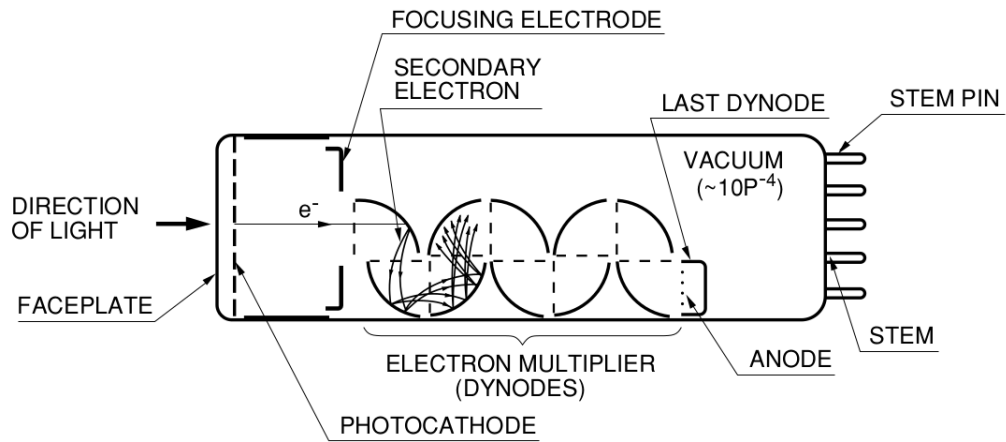 FOCUSING ELECTRODE
SECONDARY
ELECTRON
LAST DYNODE
STEM PIN
VACUUM
(~10P⁻⁴)
DIRECTION
OF LIGHT
e⁻
FACEPLATE
STEM
ELECTRON MULTIPLIER
(DYNODES)
ANODE
PHOTOCATHODE